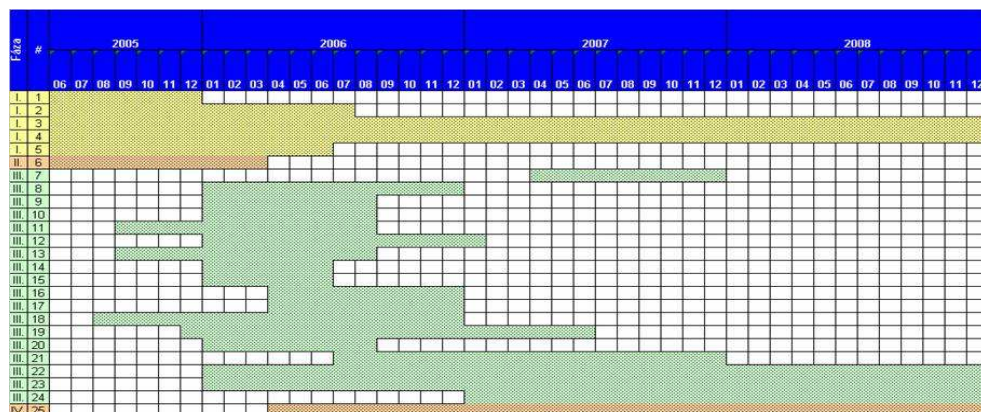 Fáza # 2005 2006 2007 2008
06 07 08 09 10 11 12 01 02 03 04 05 06 07 08 09 10 11 12 01 02 03 04 05 06 07 08 09 10 11 12 01 02 03 04 05 06 07 08 09 10 11 12
I. 1
I. 2
I. 3
I. 4
I. 5
II. 6
III. 7
III. 8
III. 9
III. 10
III. 11
III. 12
III. 13
III. 14
III. 15
III. 16
III. 17
III. 18
III. 19
III. 20
III. 21
III. 22
III. 23
III. 24
IV. 25